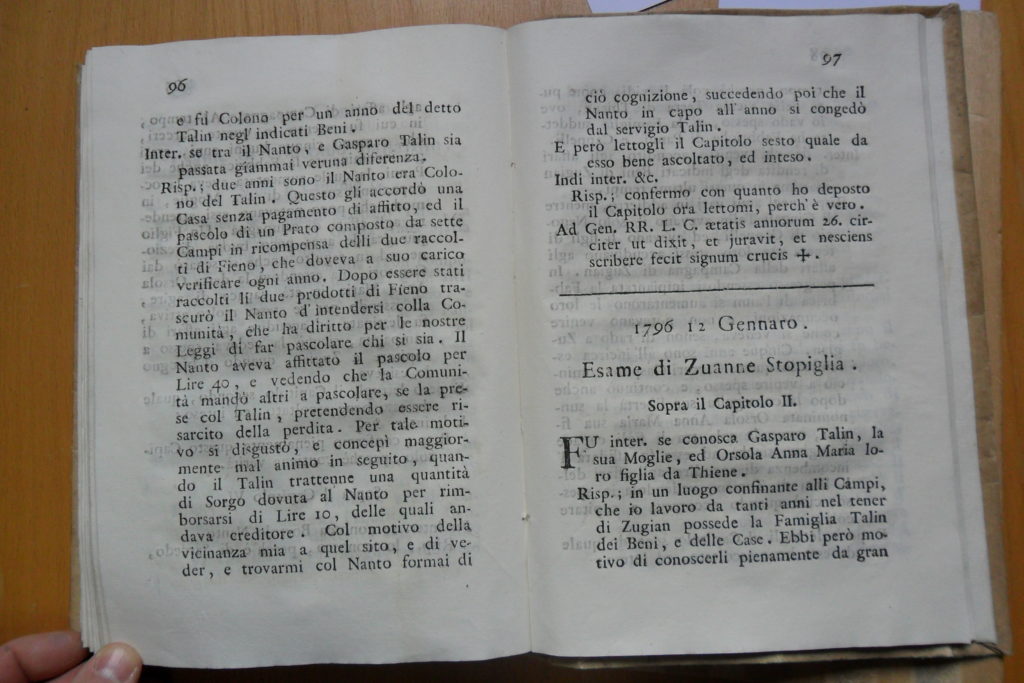 96
e fu Colono per un anno del detto
Talin negl' indicati Beni.
Inter. se tra il Nanto, e Gasparo Talin sia
passata giammai veruna diferenza.
Risp.; due anni sono il Nanto era Colo-
no del Talin. Questo gli accordò una
Casa senza pagamento di affitto, ed il
pascolo di un Prato composto da sette
Campi in ricompensa delli due raccol-
ti di Fieno, che doveva a suo carico
verificare ogni anno. Dopo essere stati
raccolti li due prodotti di Fieno tra-
scurò il Nanto d' intendersi colla Co-
munità, che ha diritto per le nostre
Leggi di far pascolare chi si sia. Il
Nanto aveva affittato il pascolo per
Lire 40, e vedendo che la Comuni-
tà mandò altri a pascolare, se la pre-
se col Talin, pretendendo essere ri-
sarcito della perdita. Per tale moti-
vo si disgustò, e concepì maggior-
mente mal animo in seguito, quan-
do il Talin trattenne una quantità
di Sorgo dovuta al Nanto per rim-
borsarsi di Lire 10, delle quali an-
dava creditore. Col motivo della
vicinanza mia a quel sito, e di ve-
der, e trovarmi col Nanto formai di
97
ciò cognizione, succedendo poi che il
Nanto in capo all' anno si congedò
dal servigio Talin.
E però lettogli il Capitolo sesto quale da
esso bene ascoltato, ed inteso.
Indi inter. &c.
Risp.; confermo con quanto ho deposto
il Capitolo ora lettomi, perch' è vero.
Ad Gen. RR. L. C. ætatis annorum 26. cir-
citer ut dixit, et juravit, et nesciens
scribere fecit signum crucis ✛.
1796 12 Gennaro.
Esame di Zuanne Stopiglia.
Sopra il Capitolo II.
FU inter. se conosca Gasparo Talin, la
sua Moglie, ed Orsola Anna Maria lo-
ro figlia da Thiene.
Risp.; in un luogo confinante alli Campi,
che io lavoro da tanti anni nel tener
di Zugian possede la Famiglia Talin
dei Beni, e delle Case. Ebbi però mo-
tivo di conoscerli pienamente da gran